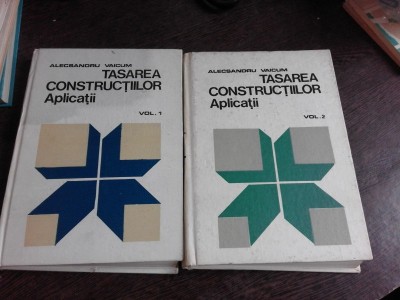 ALECSANDRU VAICUM
TASAREA
CONSTRUCȚIILOR
Aplicații
VOL. 1
ALECSANDRU VAICUM
TASAREA
CONSTRUCȚIILOR
Aplicații
VOL. 2